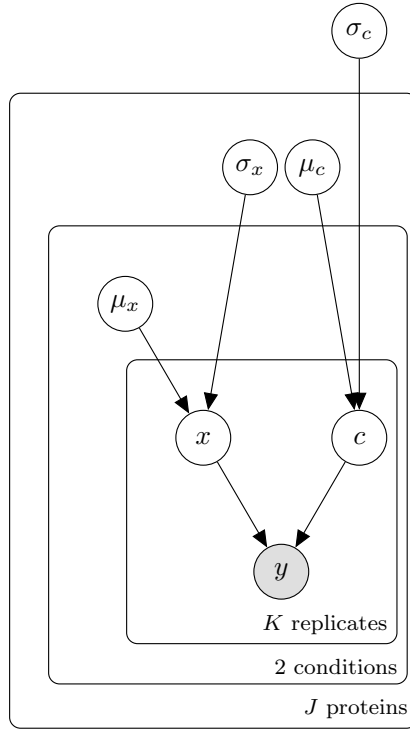 σ_c
σ_x
μ_c
μ_x
x
c
y
K replicates
2 conditions
J proteins